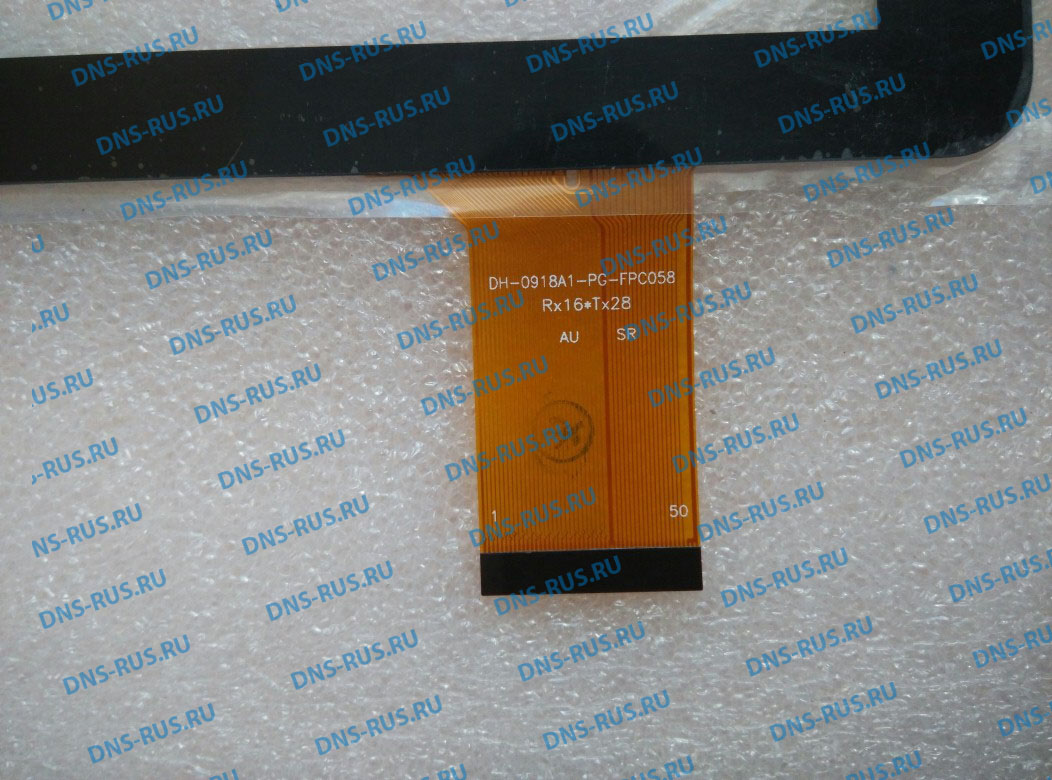 DH-0918A1-PG-FPC058
Rx16*Tx28
AU SR
1 50
DNS-RUS.RU